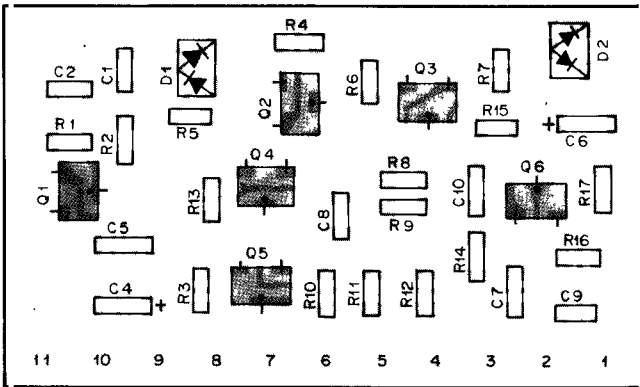 R4
D2
C2
C1
D1
Q2
R6
Q3
R7
R15
+
C6
R1
R2
R5
Q1
Q4
R8
C10
Q6
R17
R13
C8
R9
C5
R14
R16
Q5
C4
+
R3
R10
R11
R12
C7
C9
11 10 9 8 7 6 5 4 3 2 1